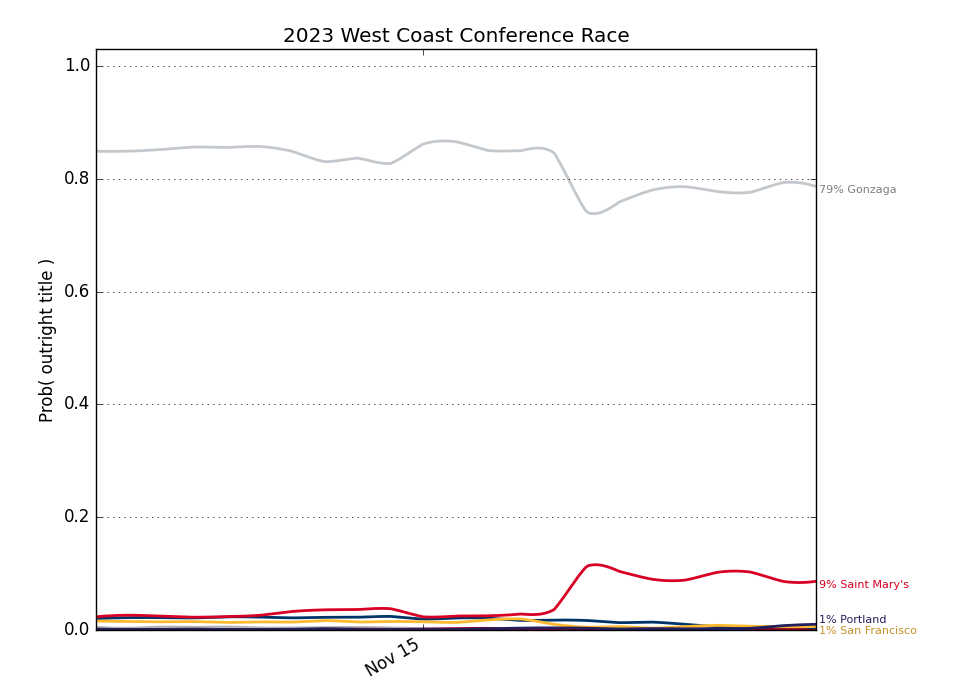 2023 West Coast Conference Race
1.0
0.8
0.6
0.4
0.2
0.0
Prob( outright title )
Nov 15
79% Gonzaga
9% Saint Mary's
1% Portland
1% San Francisco